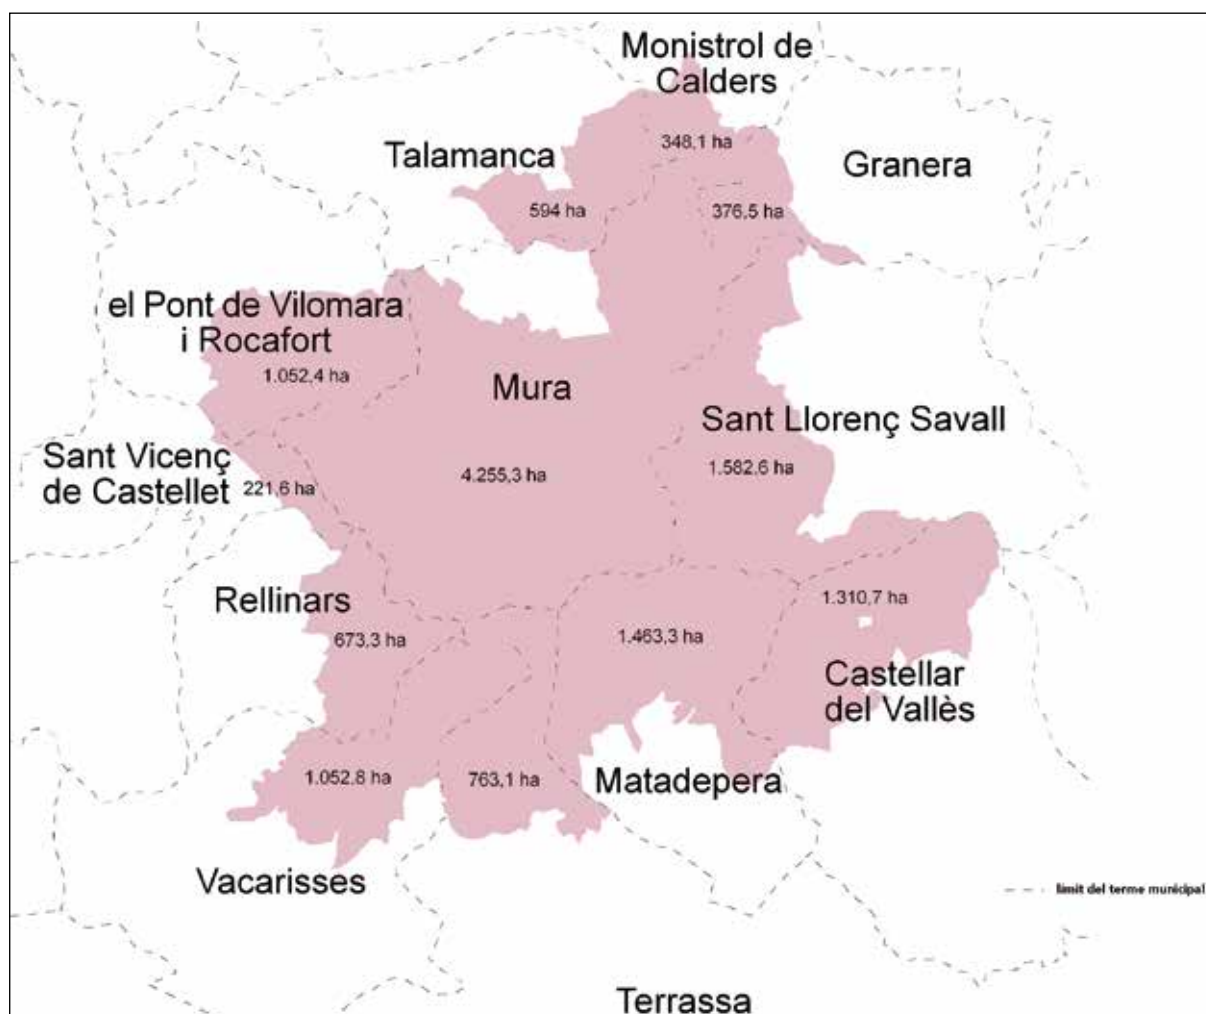 Monistrol de
Calders
348,1 ha
Talamanca
Granera
594 ha
376,5 ha
el Pont de Vilomara
i Rocafort
1.052,4 ha
Mura
Sant Llorenç Savall
Sant Vicenç
de Castellet
221,6 ha
4.255,3 ha
1.582,6 ha
Rellinars
673,3 ha
1.463,3 ha
1.310,7 ha
Castellar
del Vallès
1.052,8 ha
763,1 ha
Matadepera
Vacarisses
límit del terme municipal
Terrassa